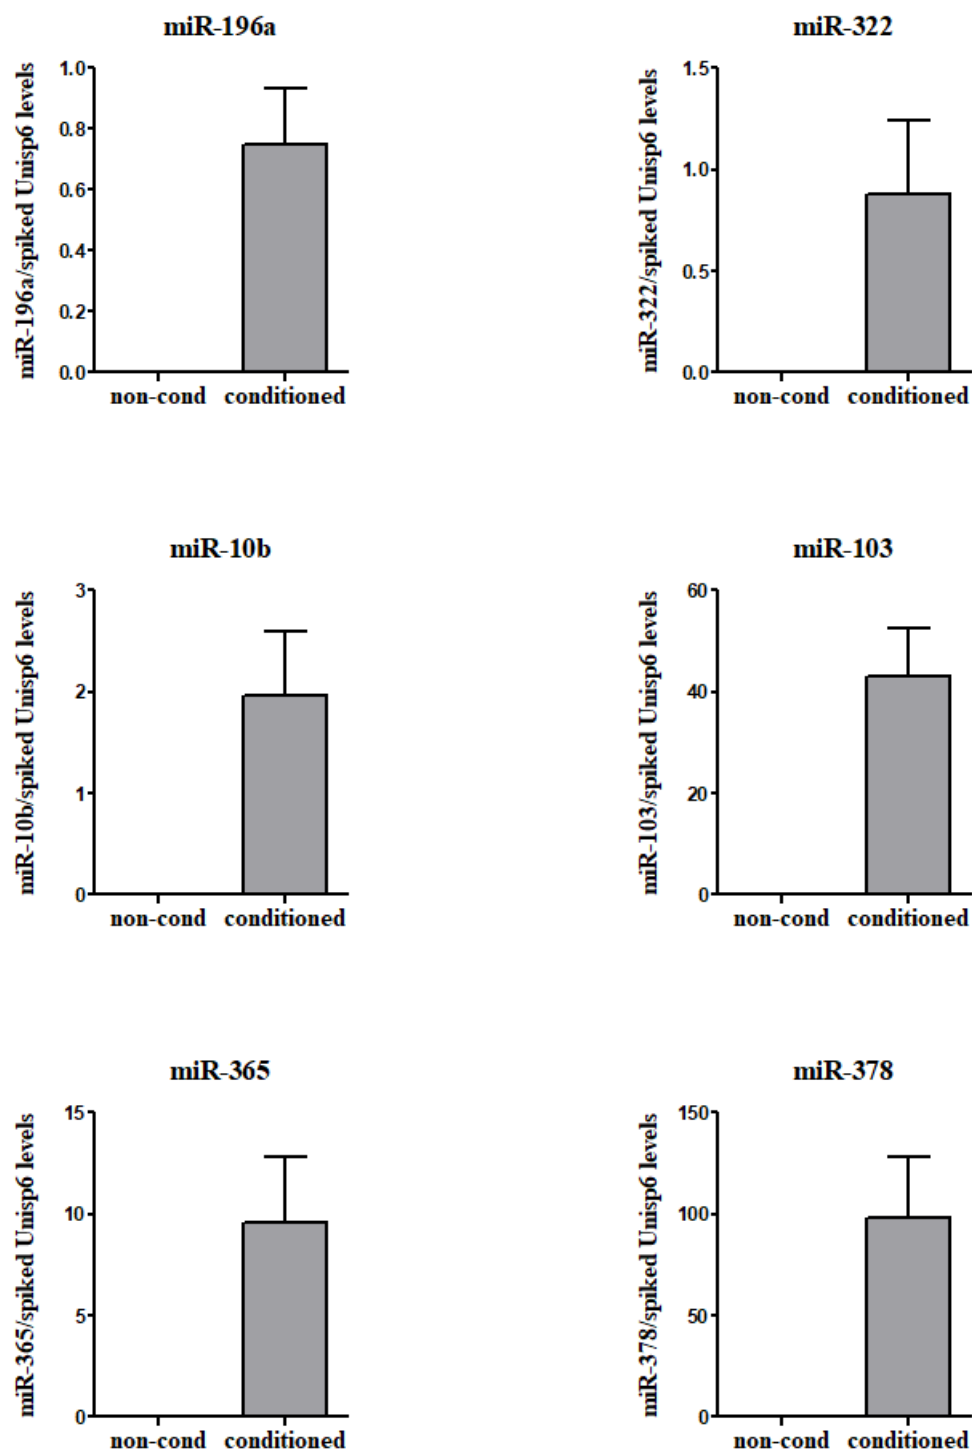 miR-196a
miR-196a/spiked Unisp6 levels
1.0
0.8
0.6
0.4
0.2
0.0
non-cond conditioned
miR-322
miR-322/spiked Unisp6 levels
1.5
1.0
0.5
0.0
non-cond conditioned
miR-10b
miR-10b/spiked Unisp6 levels
3
2
1
0
non-cond conditioned
miR-103
miR-103/spiked Unisp6 levels
60
40
20
0
non-cond conditioned
miR-365
miR-365/spiked Unisp6 levels
15
10
5
0
non-cond conditioned
miR-378
miR-378/spiked Unisp6 levels
150
100
50
0
non-cond conditioned